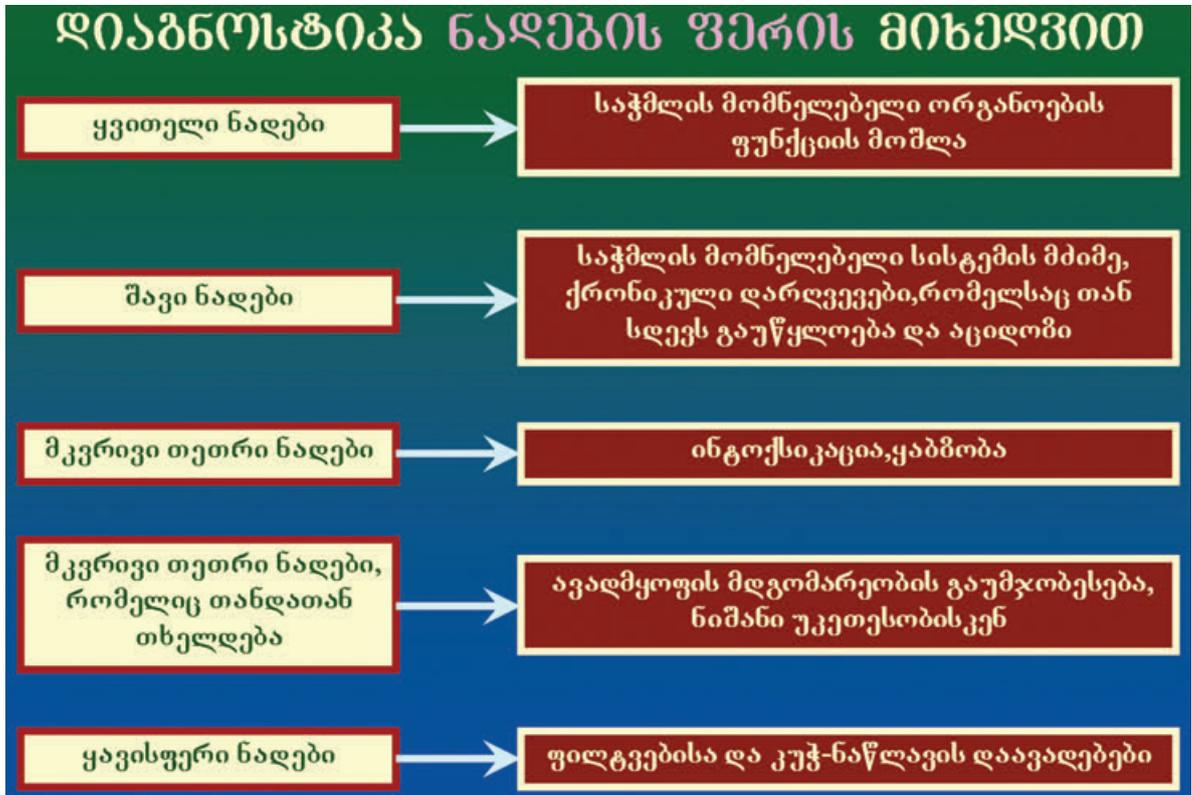 დიაგნოსტიკა ნადების ფერის მიხედვით
ყვითელი ნადები
საჭმლის მომნელებელი ორგანოების
ფუნქციის მოშლა
შავი ნადები
საჭმლის მომნელებელი სისტემის მძიმე,
ქრონიკული დარღვევები,რომელსაც თან
სდევს გაუწყლოება და აციდოზი
მკვრივი თეთრი ნადები
ინტოქსიკაცია,ყაბზობა
მკვრივი თეთრი ნადები,
რომელიც თანდათან
თხელდება
ავადმყოფის მდგომარეობის გაუმჯობესება,
ნიშანი უკეთესობისკენ
ყავისფერი ნადები
ფილტვებისა და კუჭ-ნაწლავის დაავადებები